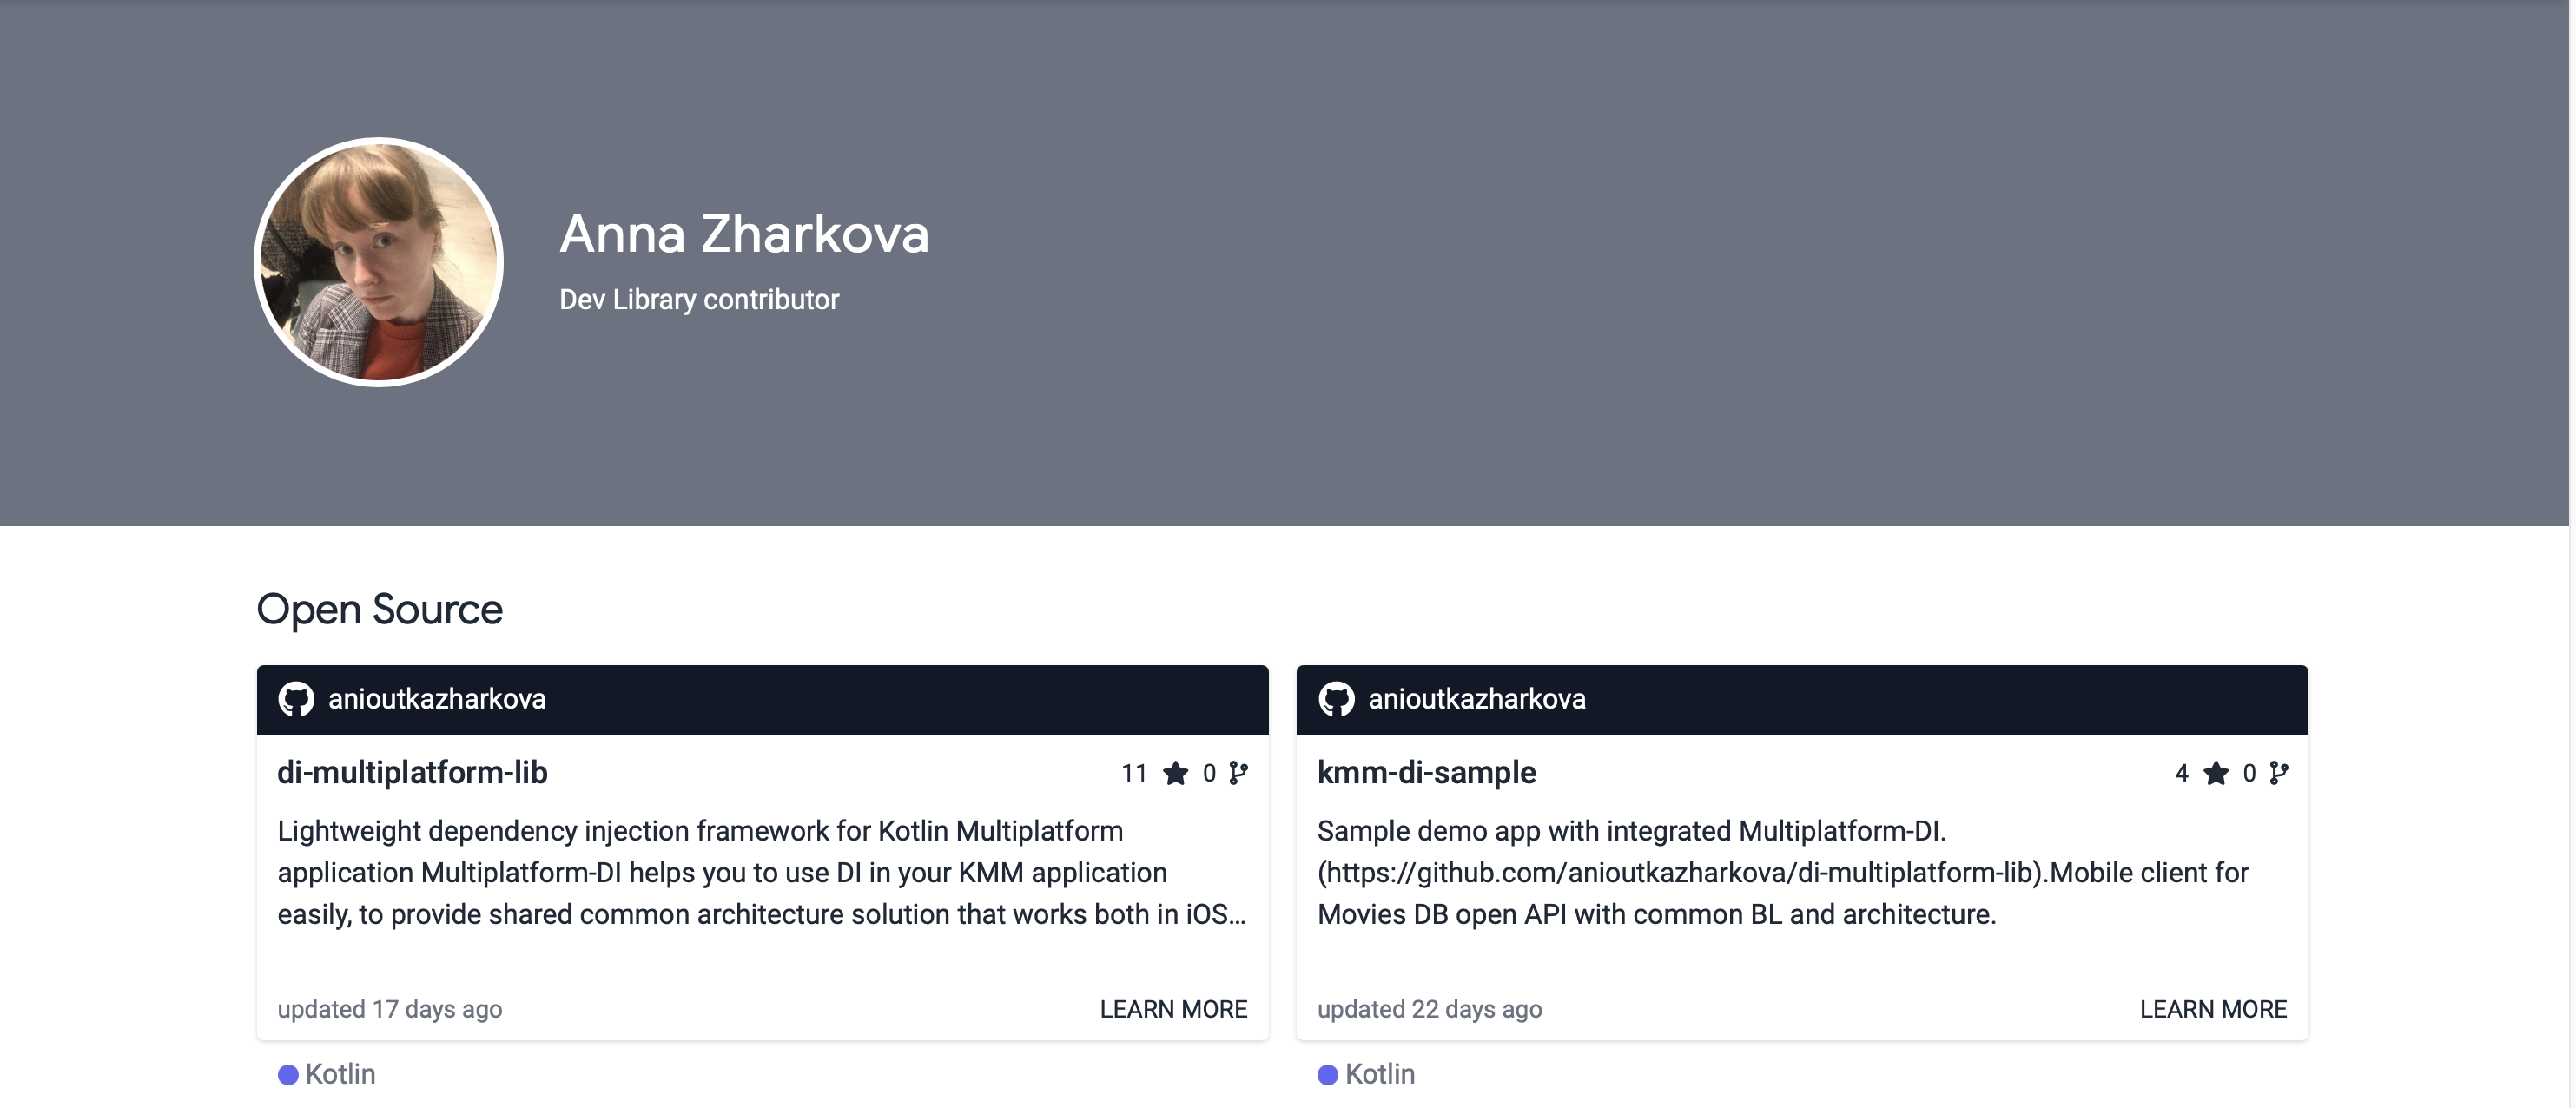 Anna Zharkova
Dev Library contributor
Open Source
anioutkazharkova
di-multiplatform-lib 11 0
Lightweight dependency injection framework for Kotlin Multiplatform
application Multiplatform-DI helps you to use DI in your KMM application
easily, to provide shared common architecture solution that works both in iOS...
updated 17 days ago LEARN MORE
Kotlin
anioutkazharkova
kmm-di-sample 4 0
Sample demo app with integrated Multiplatform-DI.
(https://github.com/anioutkazharkova/di-multiplatform-lib).Mobile client for
Movies DB open API with common BL and architecture.
updated 22 days ago LEARN MORE
Kotlin